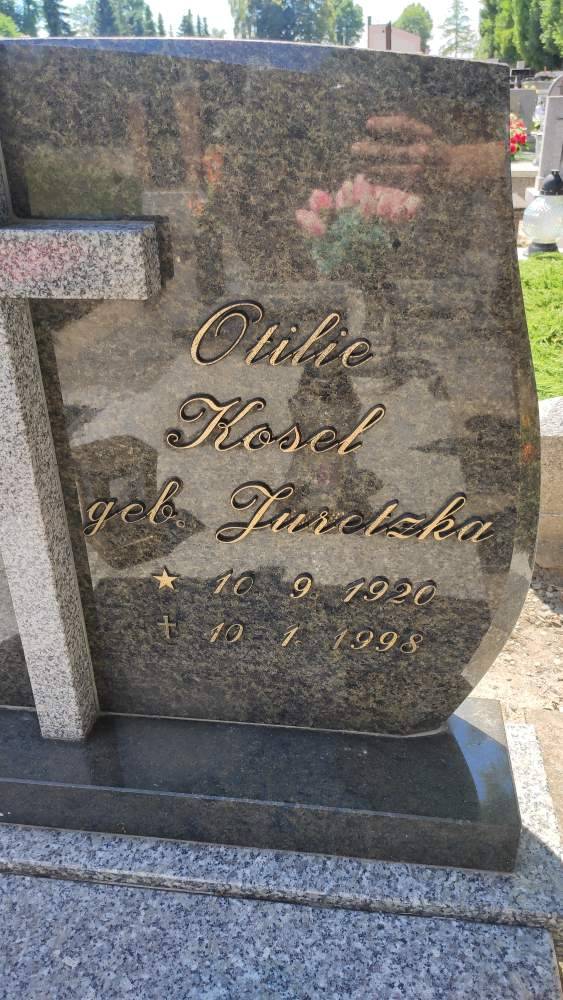 Otilie
Kosel
geb. Juretzka
★ 10. 9. 1920
✝ 10. 1. 1998